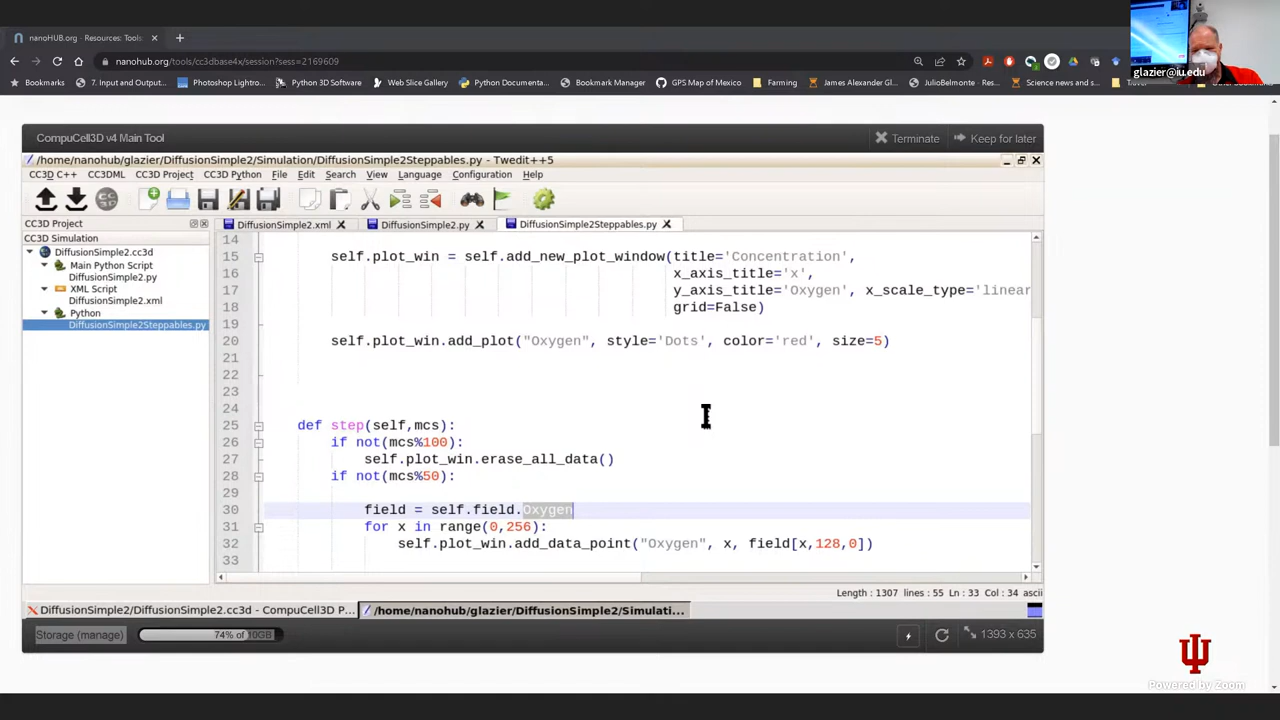 nanoHUB.org - Resources: Tools:
nanohub.org/tools/cc3dbase4x/session?sess=2169609
Bookmarks
7. Input and Output...
Photoshop Lightro...
Python 3D Software
Web Slice Gallery
Python Documenta...
Bookmark Manager
GPS Map of Mexico
Farming
James Alexander Gl...
JulioBelmonte - Res...
Science news and s...
glazier@iu.edu
CompuCell3D v4 Main Tool
Terminate
Keep for later
/home/nanohub/glazier/DiffusionSimple2/Simulation/DiffusionSimple2Steppables.py - Twedit++5
CC3D C++ CC3DML CC3D Project CC3D Python File Edit Search View Language Configuration Help
CC3D Project
CC3D Simulation
DiffusionSimple2.cc3d
Main Python Script
DiffusionSimple2.py
XML Script
DiffusionSimple2.xml
Python
DiffusionSimple2Steppables.py
DiffusionSimple2.xml
DiffusionSimple2.py
DiffusionSimple2Steppables.py
14
15 self.plot_win = self.add_new_plot_window(title='Concentration',
16 x_axis_title='x',
17 y_axis_title='Oxygen', x_scale_type='linear
18 grid=False)
19
20 self.plot_win.add_plot("Oxygen", style='Dots', color='red', size=5)
21
22
23
24
25 def step(self,mcs):
26 if not(mcs%100):
27 self.plot_win.erase_all_data()
28 if not(mcs%50):
29
30 field = self.field.Oxygen
31 for x in range(0,256):
32 self.plot_win.add_data_point("Oxygen", x, field[x,128,0])
33
Length : 1307 lines : 55 Ln : 33 Col : 34 ascii
DiffusionSimple2/DiffusionSimple2.cc3d - CompuCell3D P...
/home/nanohub/glazier/DiffusionSimple2/Simulati...
Storage (manage)
74% of 10GB
1393 x 635
Powered by Zoom